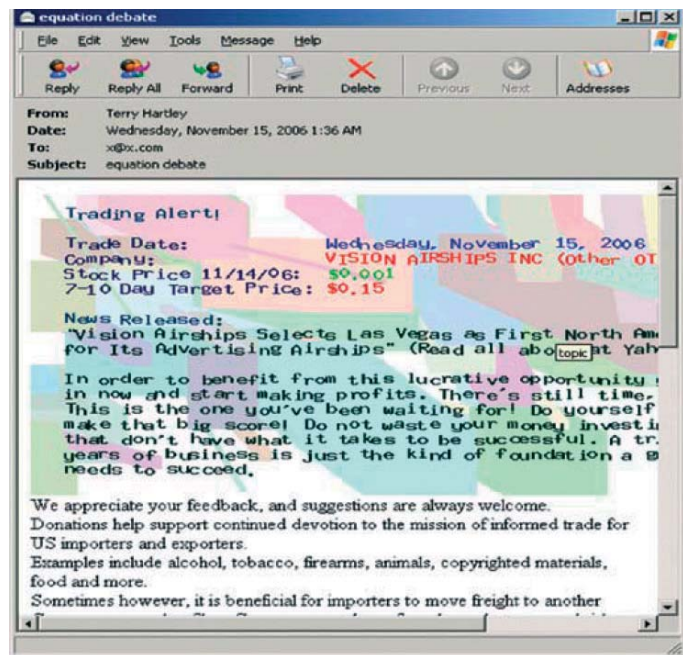 equation debate
File Edit View Tools Message Help
Reply Reply All Forward Print Delete Previous Next Addresses
From: Terry Hartley
Date: Wednesday, November 15, 2006 1:36 AM
To: x@x.com
Subject: equation debate
Trading Alert!
Trade Date: Wednesday, November 15, 2006
Company: VISION AIRSHIPS INC (Other OT
Stock Price 11/14/06: $0.001
7-10 Day Target Price: $0.15
News Released:
"Vision Airships Selects Las Vegas as First North Ame
for Its Advertising Airships" (Read all abo topic at Yah
In order to benefit from this lucrative opportunity
in now and start making profits. There's still time.
This is the one you've been waiting for! Do yourself
make that big score! Do not waste your money investi
that don't have what it takes to be successful. A tr
years of business is just the kind of foundation a
needs to succeed.
We appreciate your feedback, and suggestions are always welcome.
Donations help support continued devotion to the mission of informed trade for
US importers and exporters.
Examples include alcohol, tobacco, firearms, animals, copyrighted materials,
food and more.
Sometimes however, it is beneficial for importers to move freight to another